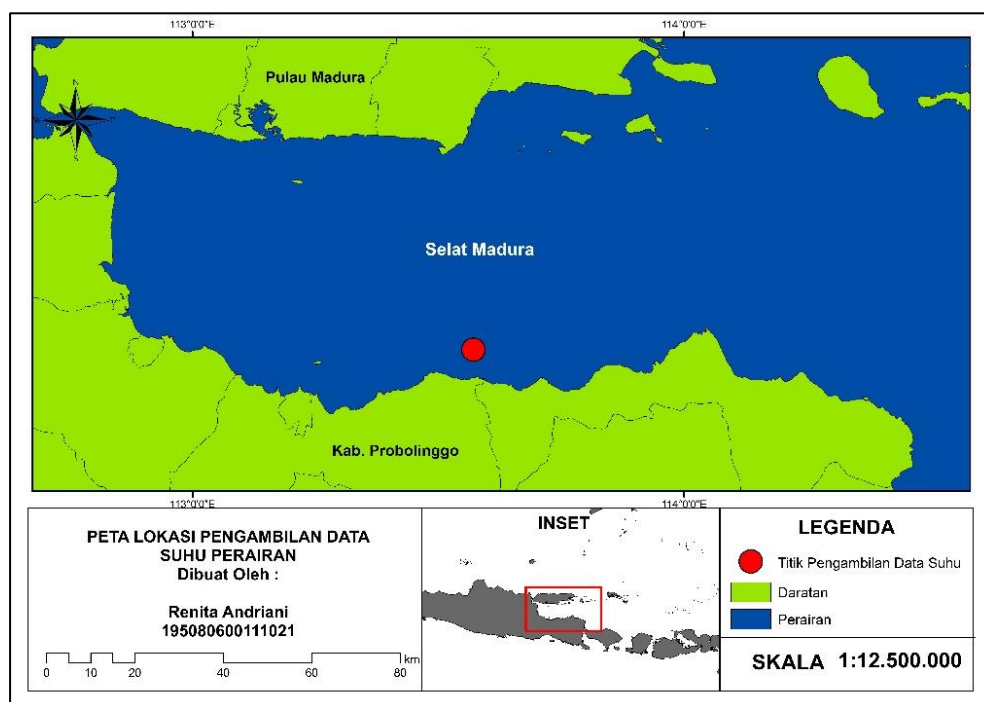 113°0'0"E
114°0'0"E
Pulau Madura
Selat Madura
Kab. Probolinggo
113°0'0"E
114°0'0"E
PETA LOKASI PENGAMBILAN DATA
SUHU PERAIRAN
Dibuat Oleh :
Renita Andriani
195080600111021
0 10 20 40 60 80 km
INSET
LEGENDA
Titik Pengambilan Data Suhu
Daratan
Perairan
SKALA 1:12.500.000